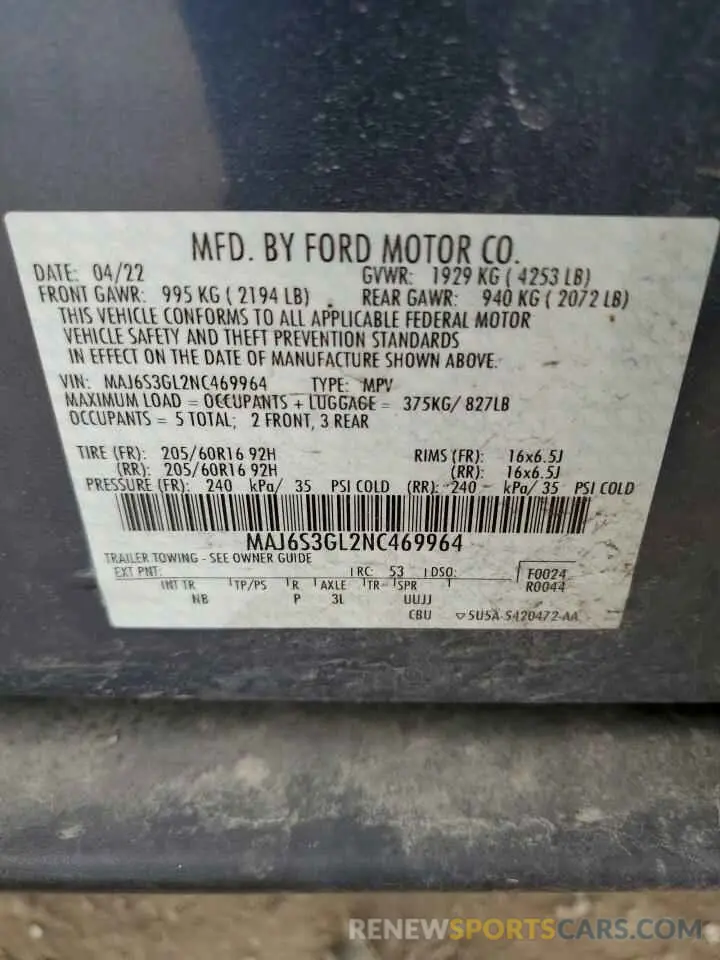 MFD. BY FORD MOTOR CO.
DATE: 04/22 GVWR: 1929 KG ( 4253 LB)
FRONT GAWR: 995 KG ( 2194 LB) REAR GAWR: 940 KG ( 2072 LB)
THIS VEHICLE CONFORMS TO ALL APPLICABLE FEDERAL MOTOR
VEHICLE SAFETY AND THEFT PREVENTION STANDARDS
IN EFFECT ON THE DATE OF MANUFACTURE SHOWN ABOVE.
VIN: MAJ6S3GL2NC469964 TYPE: MPV
MAXIMUM LOAD = OCCUPANTS + LUGGAGE = 375KG/ 827LB
OCCUPANTS = 5 TOTAL; 2 FRONT, 3 REAR
TIRE (FR): 205/60R16 92H RIMS (FR): 16x6.5J
(RR): 205/60R16 92H (RR): 16x6.5J
PRESSURE (FR): 240 kPa/ 35 PSI COLD (RR): 240 kPa/ 35 PSI COLD
MAJ6S3GL2NC469964
TRAILER TOWING - SEE OWNER GUIDE
EXT PNT: RC: 53 DSO: F0024
INT TR TP/PS R AXLE TR SPR R0044
NB P 3L UUJJ
CBU 5U5A-S420472-AA
RENEWSPORTSCARS.COM